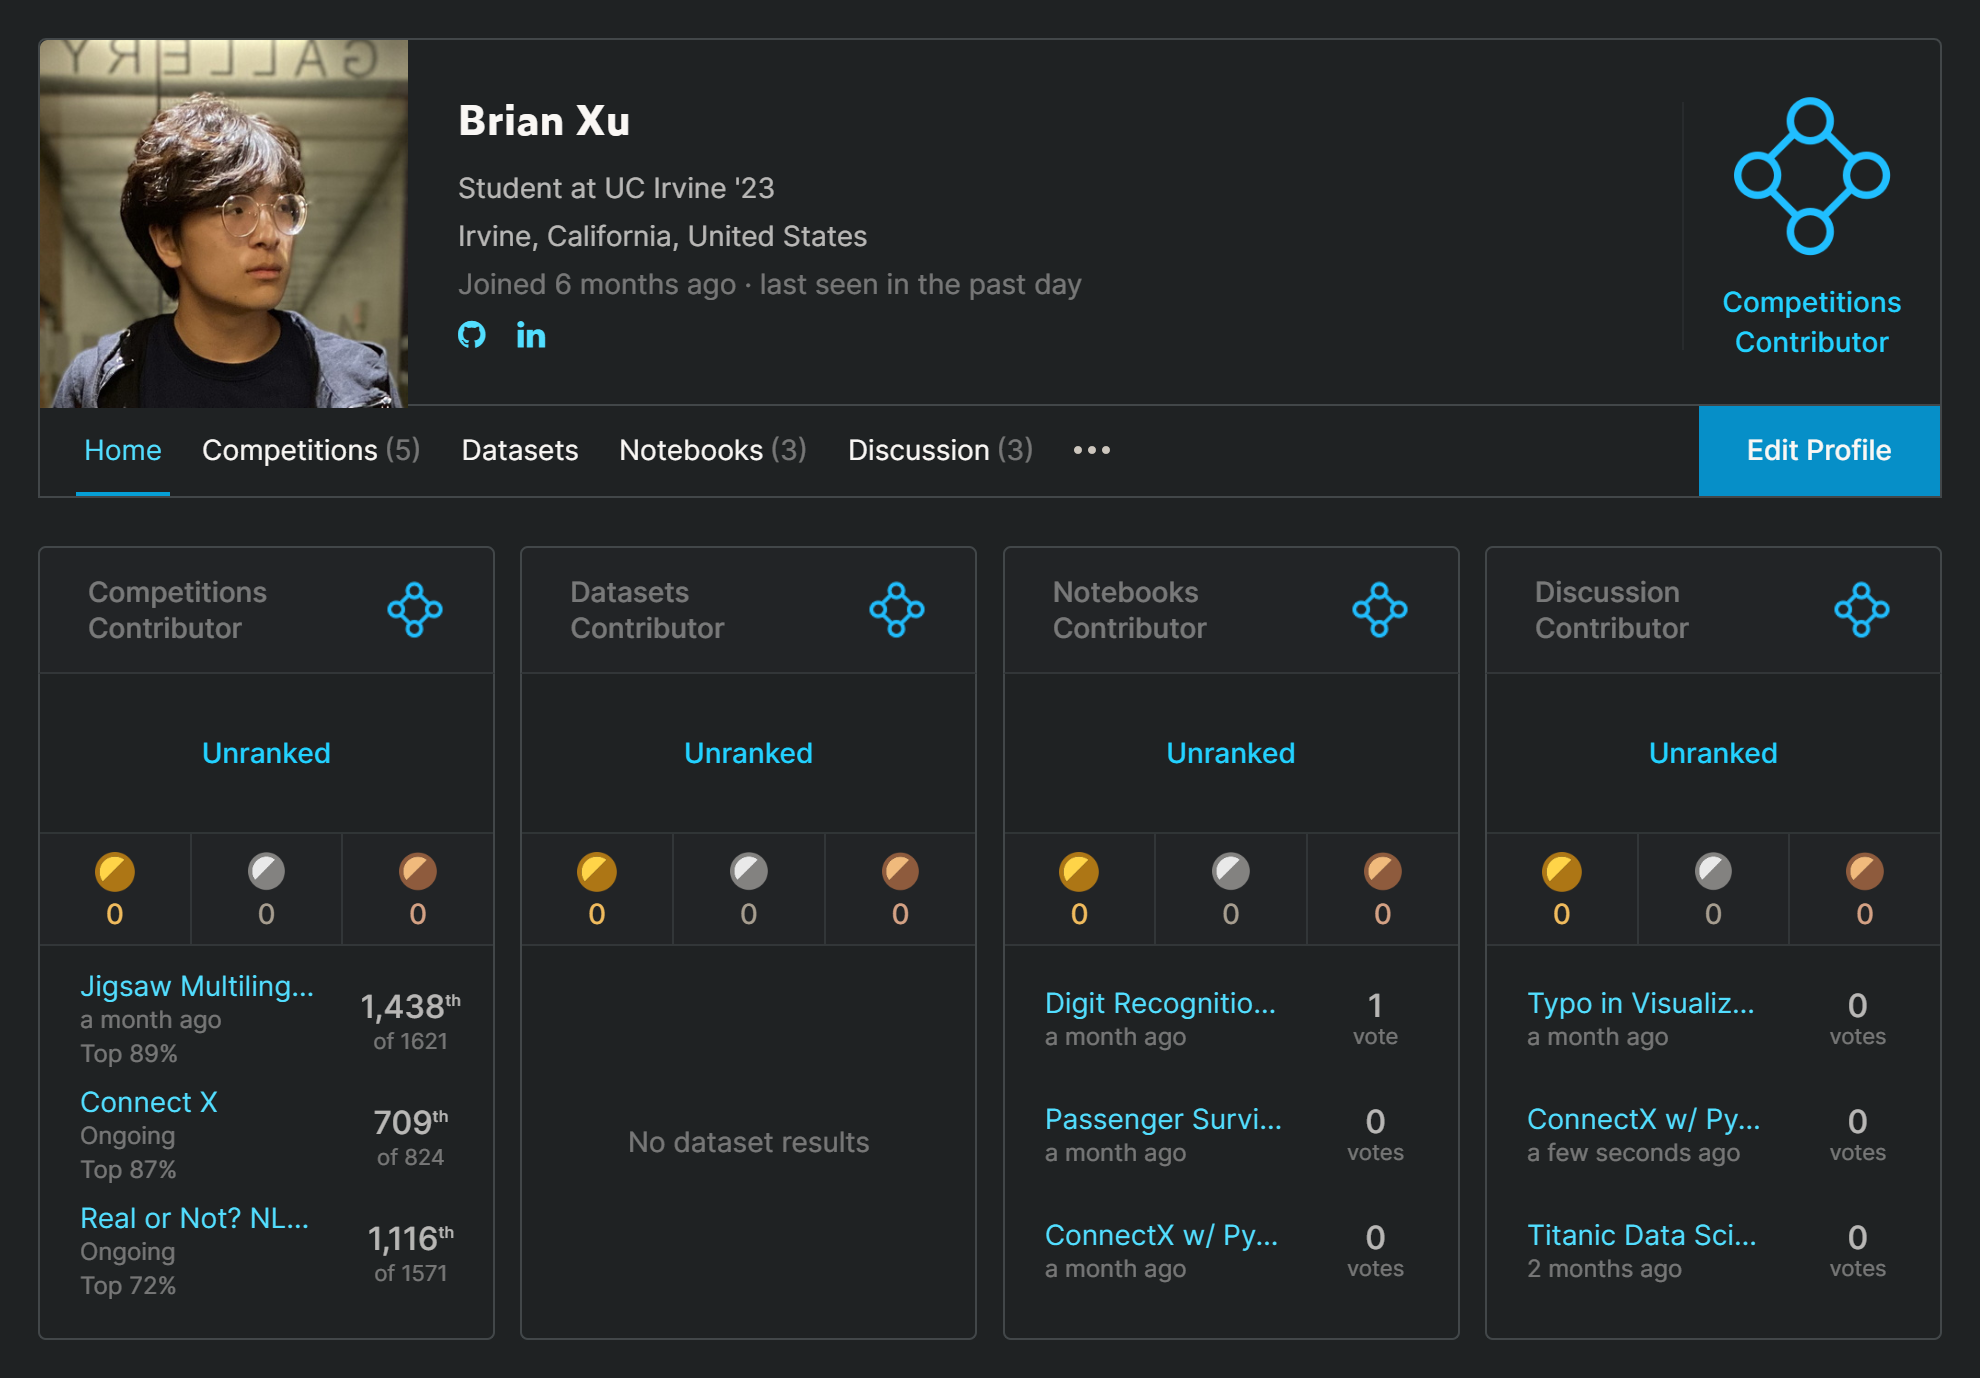 GALLERY
Brian Xu
Student at UC Irvine '23
Irvine, California, United States
Joined 6 months ago · last seen in the past day
in
Competitions
Contributor
Home Competitions (5) Datasets Notebooks (3) Discussion (3) •••
Edit Profile
Competitions
Contributor
Unranked
0 0 0
Jigsaw Multiling...
a month ago
Top 89%
1,438th
of 1621
Connect X
Ongoing
Top 87%
709th
of 824
Real or Not? NL...
Ongoing
Top 72%
1,116th
of 1571
Datasets
Contributor
Unranked
0 0 0
No dataset results
Notebooks
Contributor
Unranked
0 0 0
Digit Recognitio...
a month ago
1
vote
Passenger Survi...
a month ago
0
votes
ConnectX w/ Py...
a month ago
0
votes
Discussion
Contributor
Unranked
0 0 0
Typo in Visualiz...
a month ago
0
votes
ConnectX w/ Py...
a few seconds ago
0
votes
Titanic Data Sci...
2 months ago
0
votes